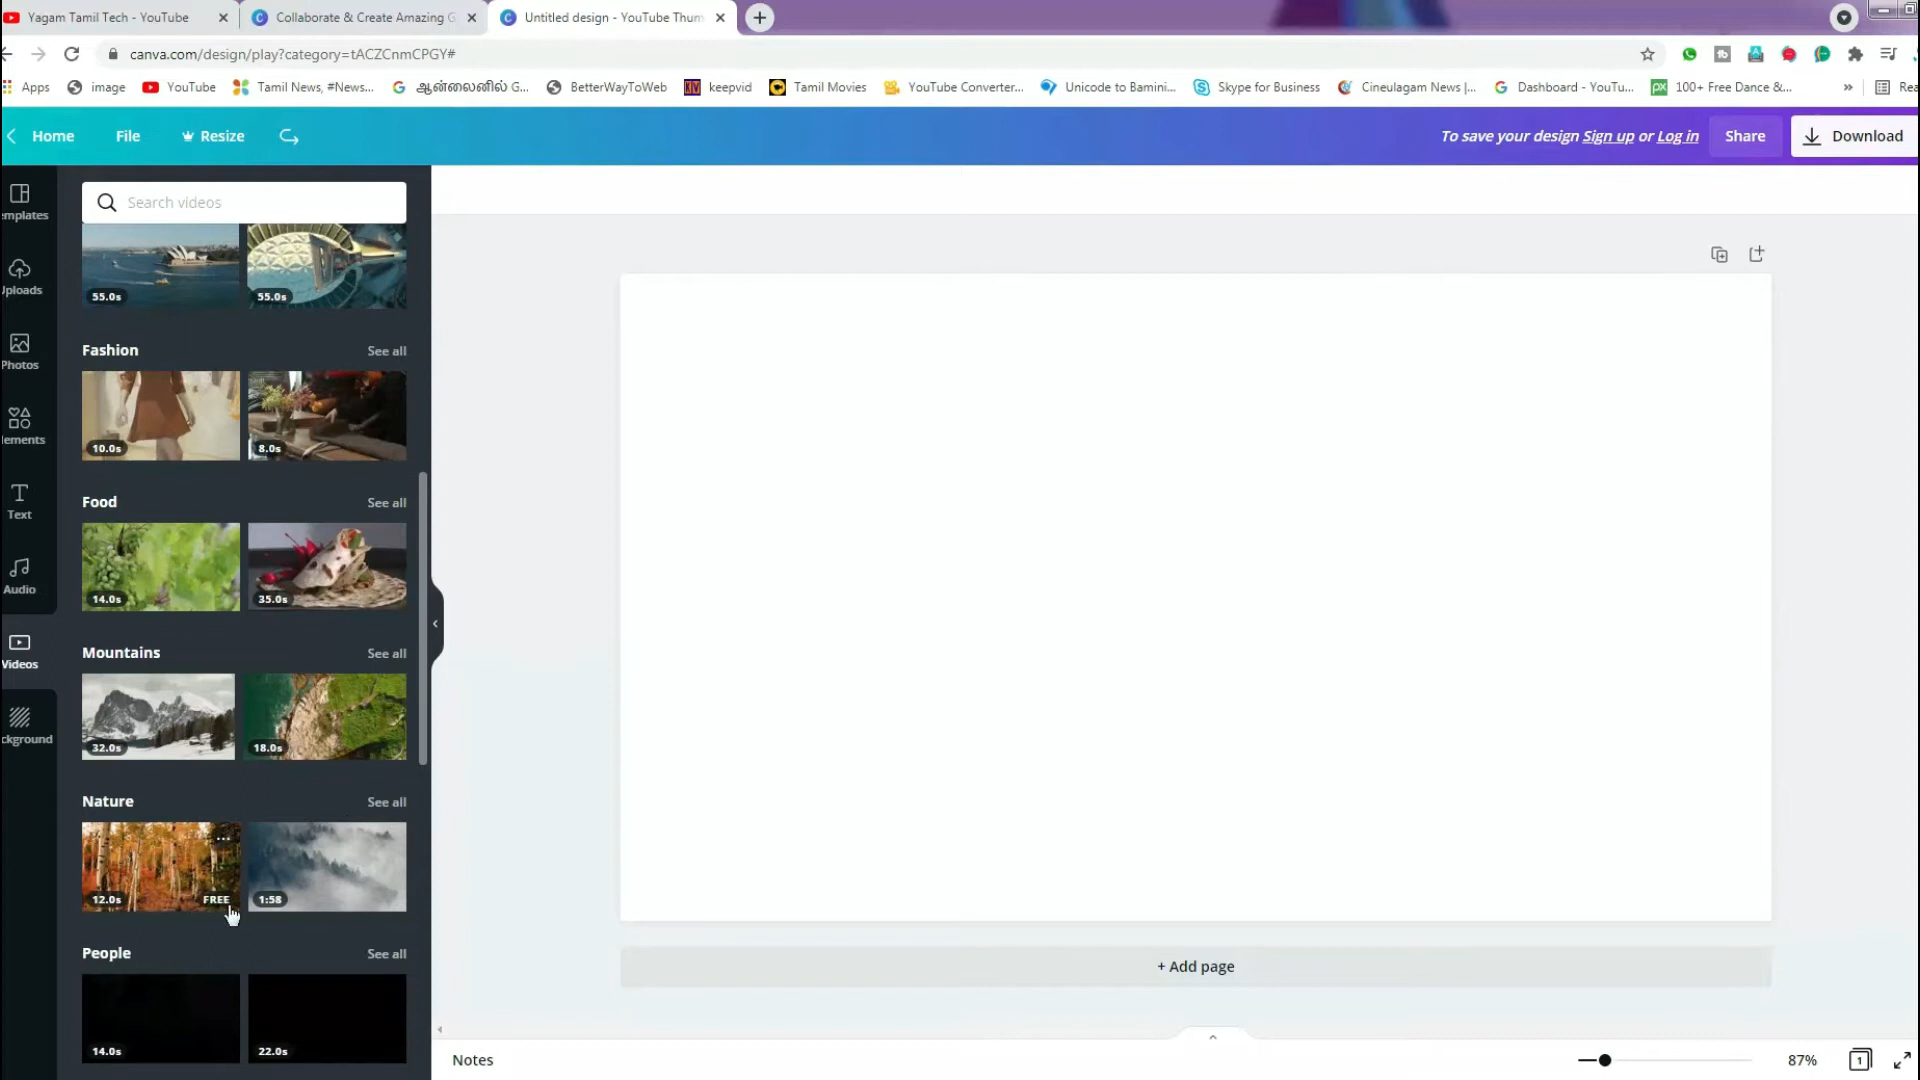 Yagam Tamil Tech - YouTube
Collaborate & Create Amazing G
Untitled design - YouTube Thum
canva.com/design/play?category=tACZCnmCPGY#
Apps
image
YouTube
Tamil News, #News...
ஆன்லைனில் G...
BetterWayToWeb
keepvid
Tamil Movies
YouTube Converter...
Unicode to Bamini...
Skype for Business
Cineulagam News |...
Dashboard - YouTu...
100+ Free Dance &...
»
Rea
Home
File
Resize
To save your design Sign up or Log in
Share
Download
emplates
Uploads
Photos
lements
Text
Audio
Videos
ckground
Search videos
55.0s
55.0s
Fashion
See all
10.0s
8.0s
Food
See all
14.0s
35.0s
Mountains
See all
32.0s
18.0s
Nature
See all
12.0s
FREE
1:58
People
See all
14.0s
22.0s
+ Add page
Notes
87%
1